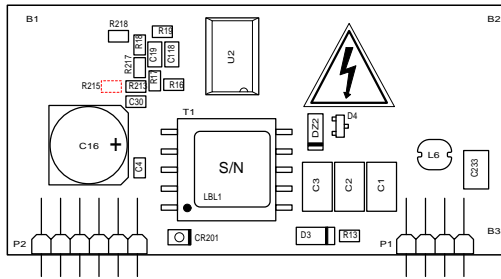 B1
R218
R19
B2
R18
C19
C118
U2
R217
R17
R16
R215
R213
C30
T1
DZ2
D4
C16
+
S/N
L6
C233
C4
C3
C2
C1
LBL1
CR201
D3
R13
P2
P1
B3